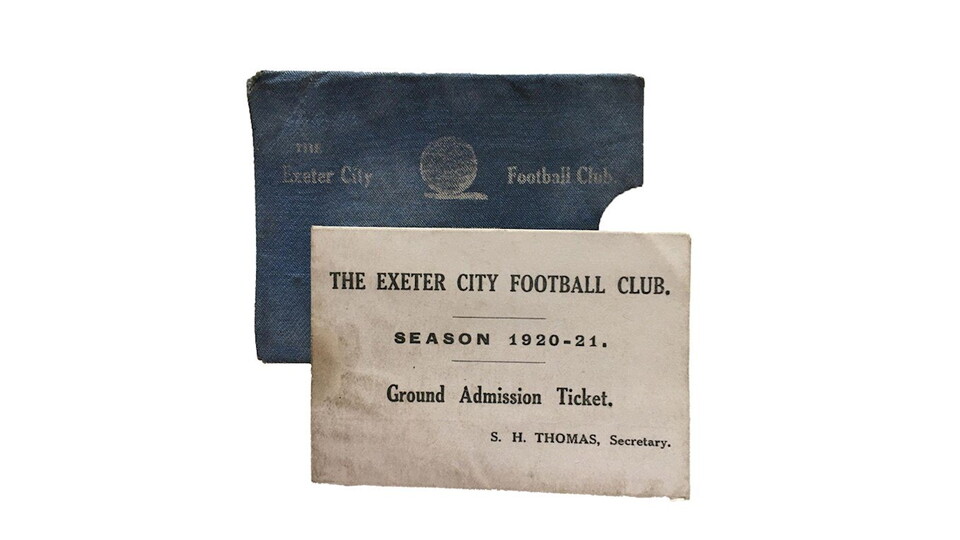 THE
Exeter City Football Club.
THE EXETER CITY FOOTBALL CLUB.
SEASON 1920-21.
Ground Admission Ticket.
S. H. THOMAS, Secretary.